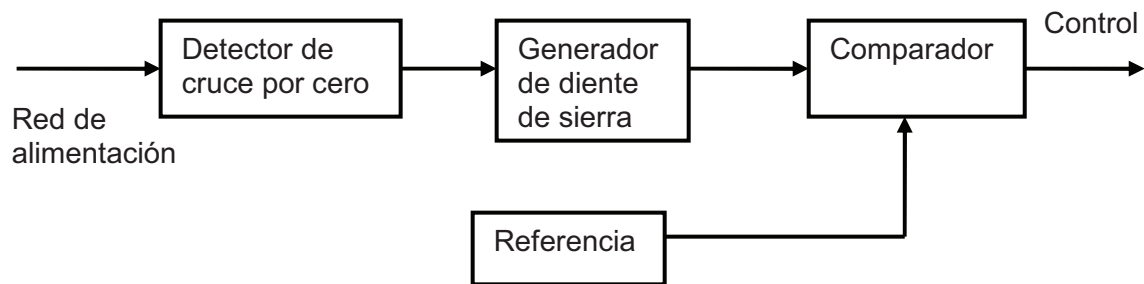 Detector de
cruce por cero
Generador
de diente
de sierra
Comparador
Control
Red de
alimentación
Referencia